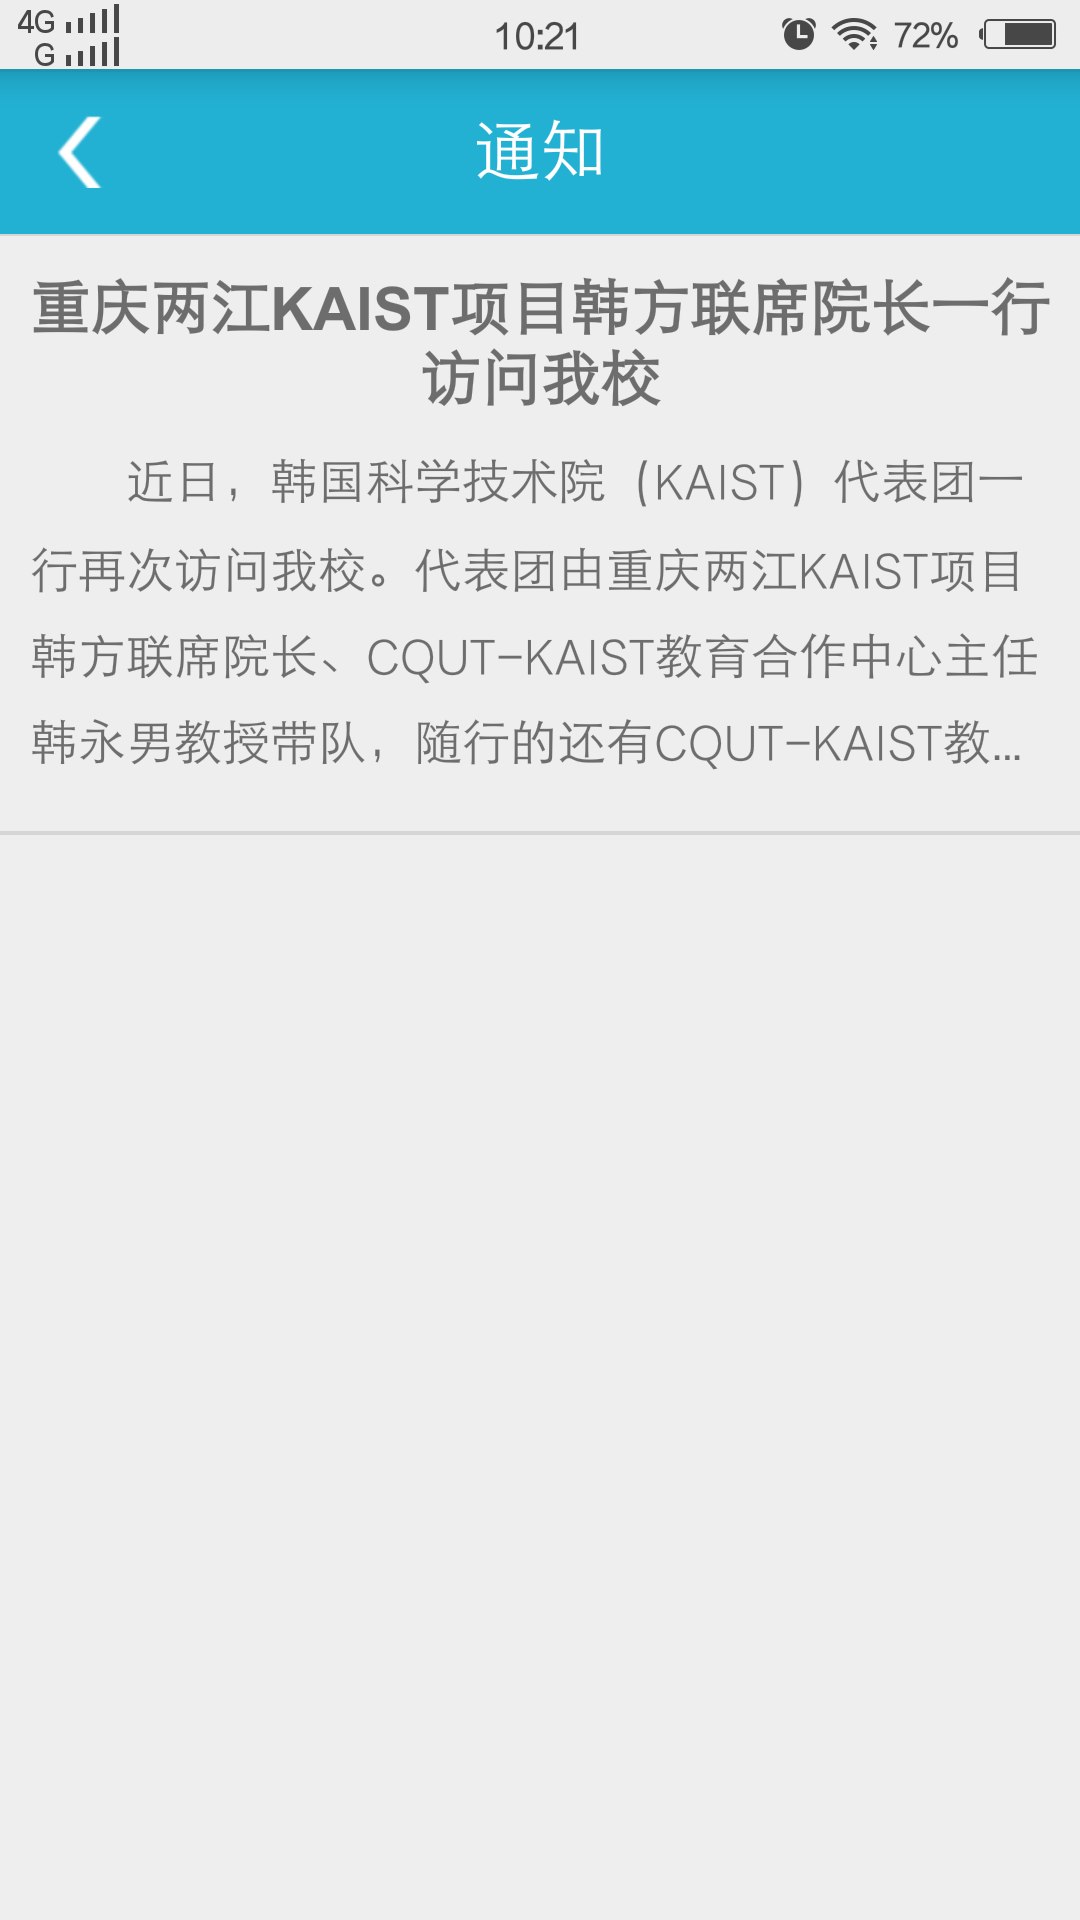 4G
G
10:21
72%
通知
重庆两江KAIST项目韩方联席院长一行
访问我校
近日，韩国科学技术院（KAIST）代表团一
行再次访问我校。代表团由重庆两江KAIST项目
韩方联席院长、CQUT-KAIST教育合作中心主任
韩永男教授带队，随行的还有CQUT-KAIST教...